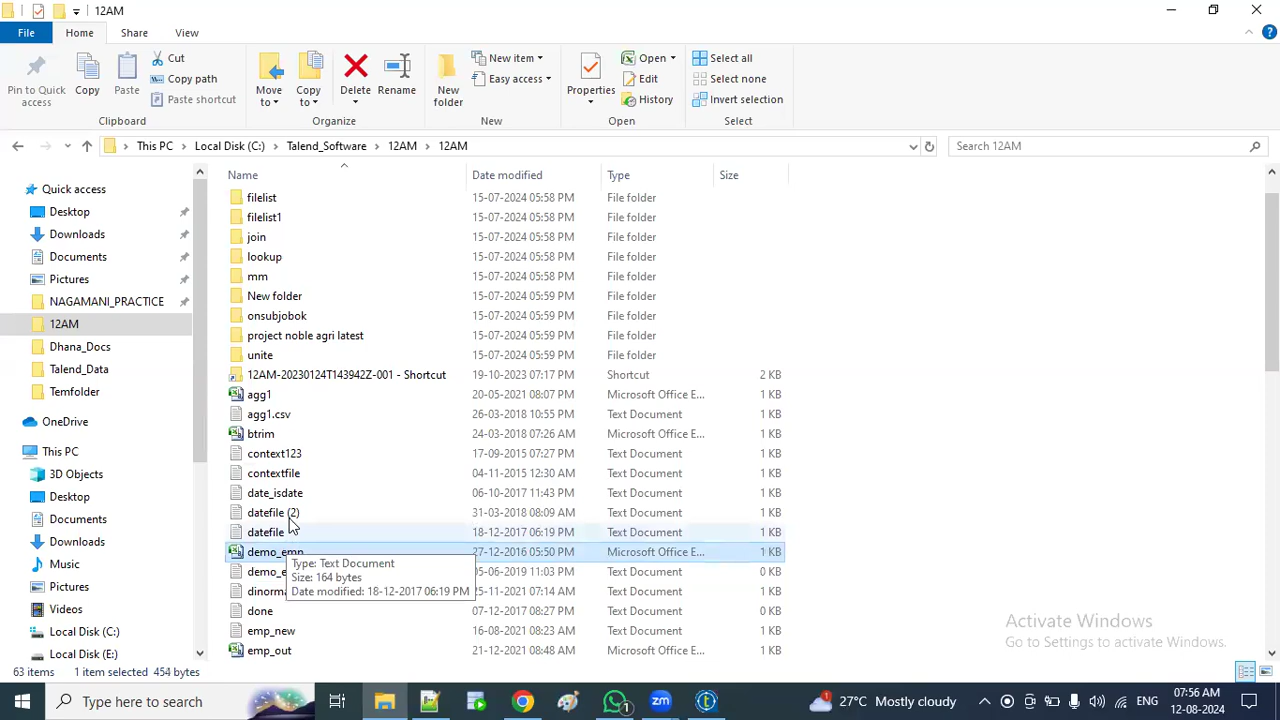 12AM
File Home Share View
Pin to Quick access
Copy
Paste
Cut
Copy path
Paste shortcut
Clipboard
Move to
Copy to
Delete
Rename
Organize
New folder
New item
Easy access
New
Properties
Open
Edit
History
Open
Select all
Select none
Invert selection
Select
This PC Local Disk (C:) Talend_Software 12AM 12AM
Search 12AM
Quick access
Desktop
Downloads
Documents
Pictures
NAGAMANI_PRACTICE
12AM
Dhana_Docs
Talend_Data
Temfolder
OneDrive
This PC
3D Objects
Desktop
Documents
Downloads
Music
Pictures
Videos
Local Disk (C:)
Local Disk (E:)
Name Date modified Type Size
filelist 15-07-2024 05:58 PM File folder
filelist1 15-07-2024 05:58 PM File folder
join 15-07-2024 05:58 PM File folder
lookup 15-07-2024 05:58 PM File folder
mm 15-07-2024 05:58 PM File folder
New folder 15-07-2024 05:59 PM File folder
onsubjobok 15-07-2024 05:59 PM File folder
project noble agri latest 15-07-2024 05:59 PM File folder
unite 15-07-2024 05:59 PM File folder
12AM-20230124T143942Z-001 - Shortcut 19-10-2023 07:17 PM Shortcut 2 KB
agg1 20-05-2021 08:07 PM Microsoft Office E... 1 KB
agg1.csv 26-03-2018 10:55 PM Text Document 1 KB
btrim 24-03-2018 07:26 AM Microsoft Office E... 1 KB
context123 17-09-2015 07:27 PM Text Document 1 KB
contextfile 04-11-2015 12:30 AM Text Document 1 KB
date_isdate 06-10-2017 11:43 PM Text Document 1 KB
datefile (2) 31-03-2018 08:09 AM Text Document 1 KB
datefile 18-12-2017 06:19 PM Text Document 1 KB
demo_emp 27-12-2016 05:50 PM Microsoft Office E... 1 KB
demo_e 05-06-2019 11:03 PM Text Document 0 KB
dinorma 25-11-2021 07:14 AM Text Document 1 KB
done 07-12-2017 08:27 PM Text Document 0 KB
emp_new 16-08-2021 08:23 AM Text Document 1 KB
emp_out 21-12-2021 08:48 AM Microsoft Office E... 1 KB
Type: Text Document
Size: 164 bytes
Date modified: 18-12-2017 06:19 PM
Activate Windows
Go to Settings to activate Windows.
63 items 1 item selected 454 bytes
Type here to search
1
27°C Mostly cloudy
ENG
07:56 AM
12-08-2024